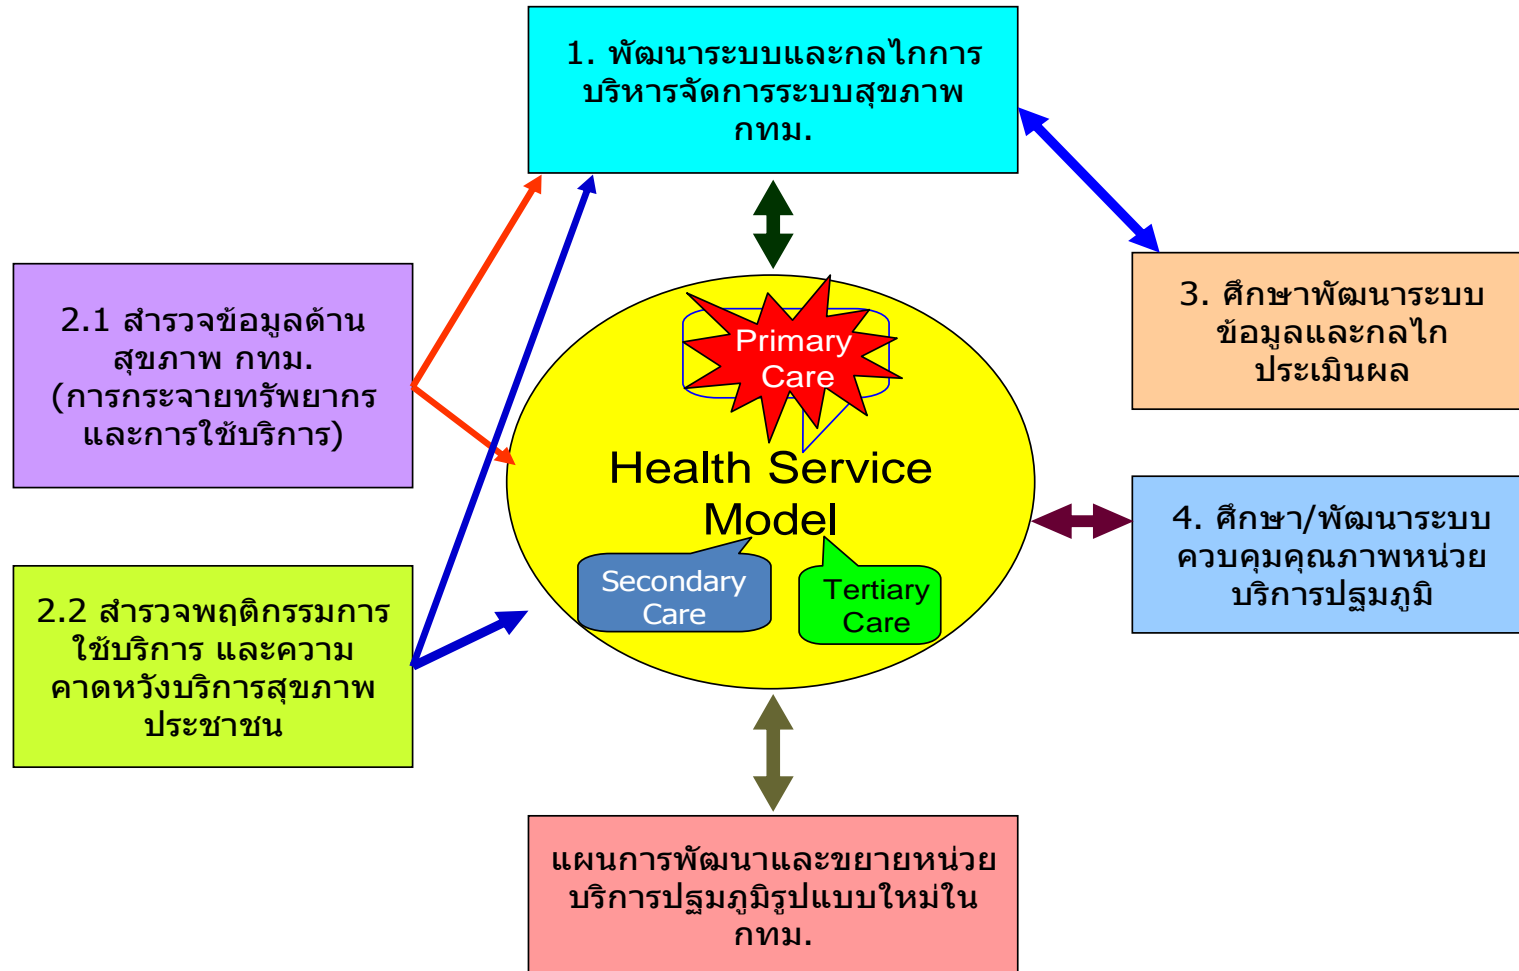 1. พัฒนาระบบและกลไกการ
บริหารจัดการระบบสุขภาพ
กทม.
2.1 สำรวจข้อมูลด้าน
สุขภาพ กทม.
(การกระจายทรัพยากร
และการใช้บริการ)
3. ศึกษาพัฒนาระบบ
ข้อมูลและกลไก
ประเมินผล
Primary
Care
Health Service
Model
Secondary
Care
Tertiary
Care
4. ศึกษา/พัฒนาระบบ
ควบคุมคุณภาพหน่วย
บริการปฐมภูมิ
2.2 สำรวจพฤติกรรมการ
ใช้บริการ และความ
คาดหวังบริการสุขภาพ
ประชาชน
แผนการพัฒนาและขยายหน่วย
บริการปฐมภูมิรูปแบบใหม่ใน
กทม.